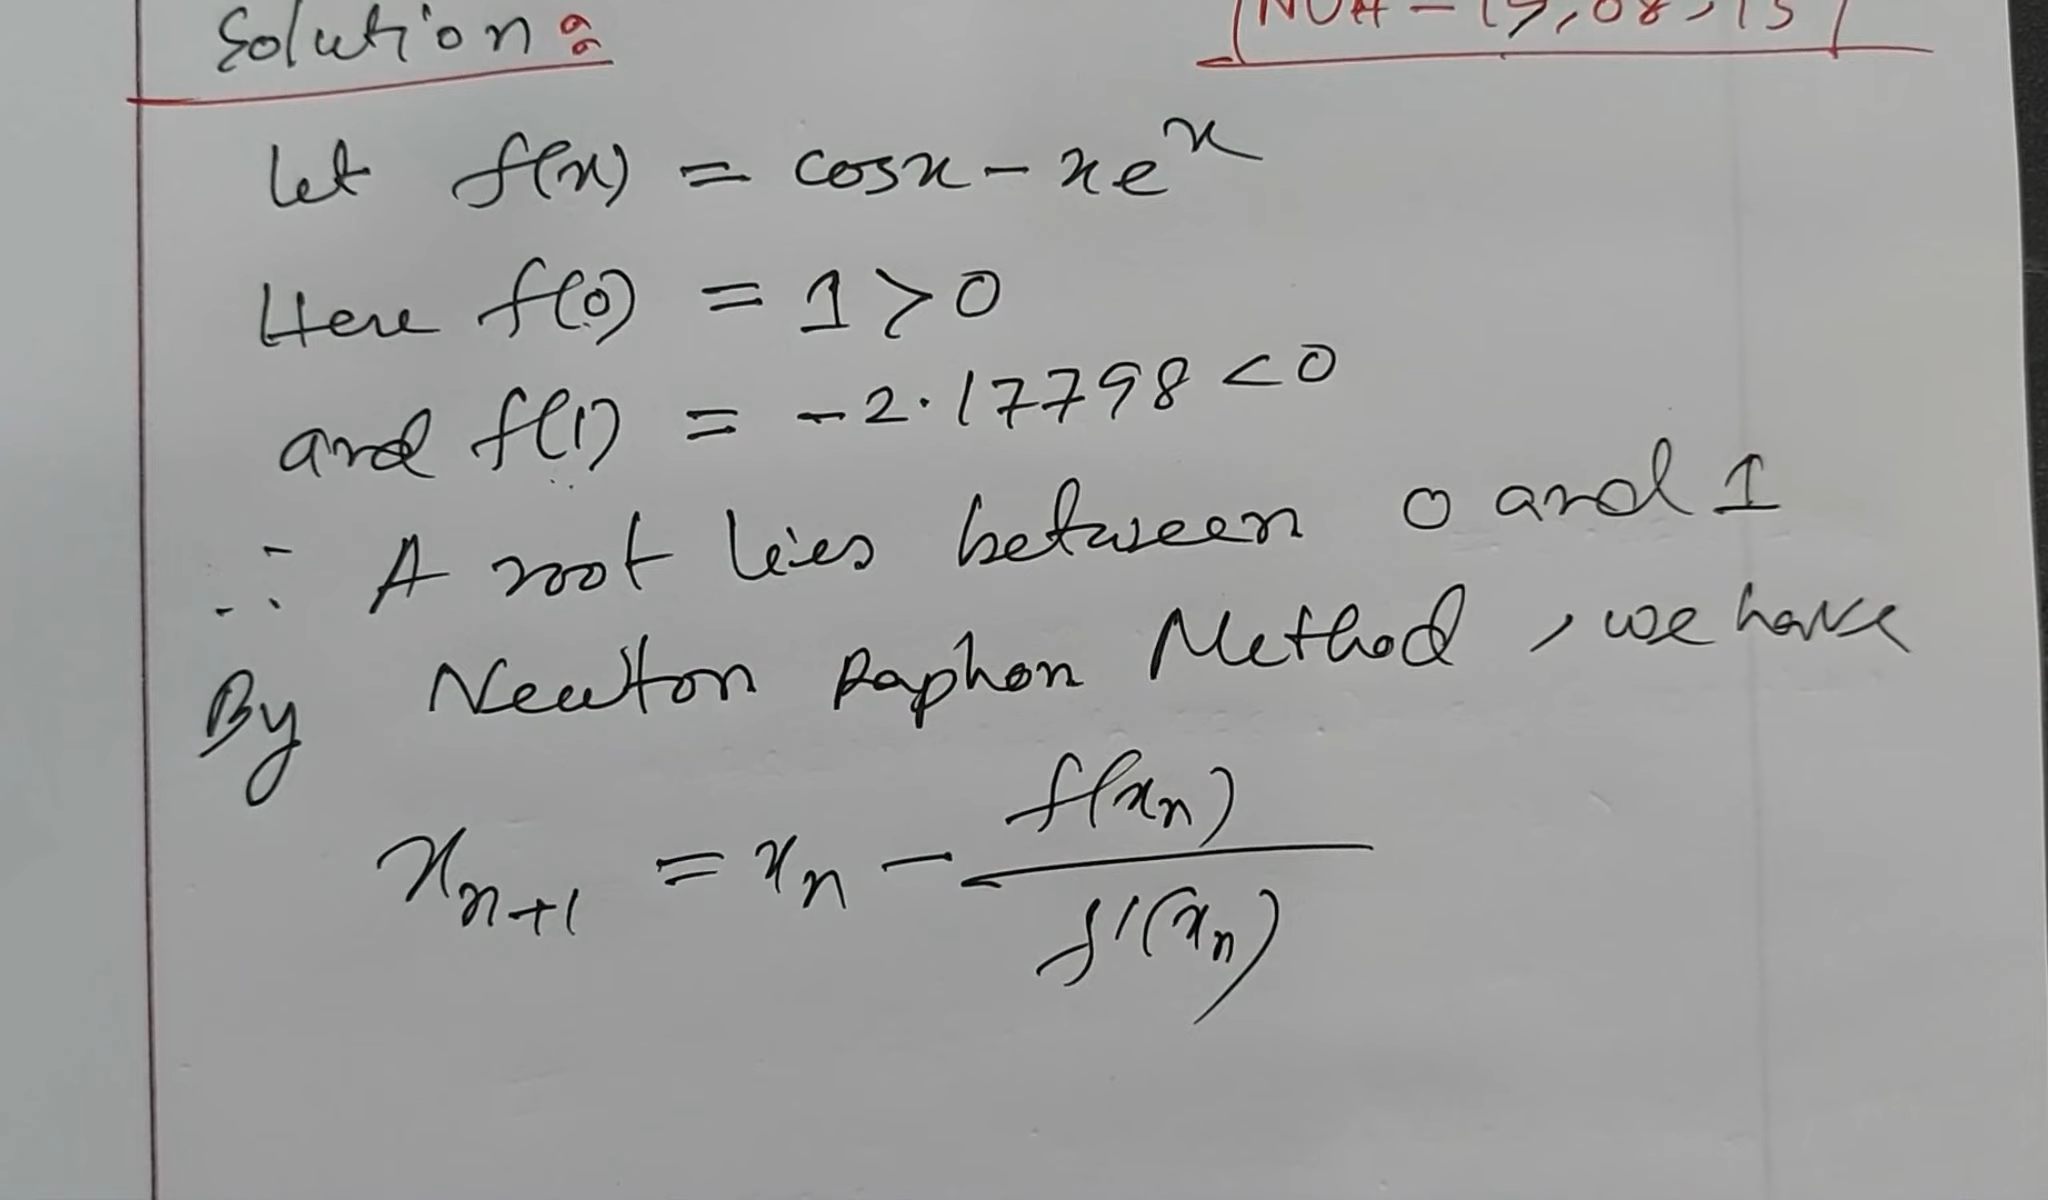 Solution:
Let f(x) = cosx - xe^x
Here f(0) = 1 > 0
and f(1) = -2.17798 < 0
∴ A root lies between 0 and 1
By Newton Raphon Method, we have
x_{n+1} = x_n - f(x_n) / f'(x_n)